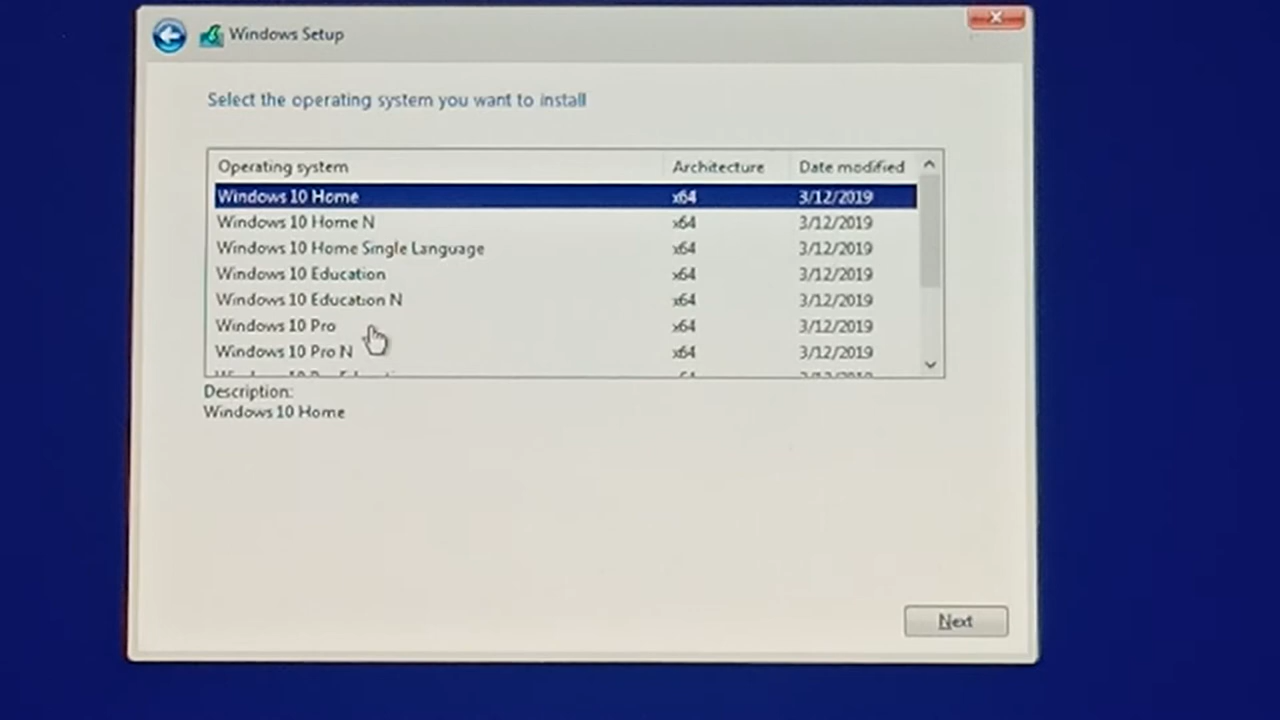 Windows Setup
Select the operating system you want to install
Operating system Architecture Date modified
Windows 10 Home x64 3/12/2019
Windows 10 Home N x64 3/12/2019
Windows 10 Home Single Language x64 3/12/2019
Windows 10 Education x64 3/12/2019
Windows 10 Education N x64 3/12/2019
Windows 10 Pro x64 3/12/2019
Windows 10 Pro N x64 3/12/2019
Description:
Windows 10 Home
Next